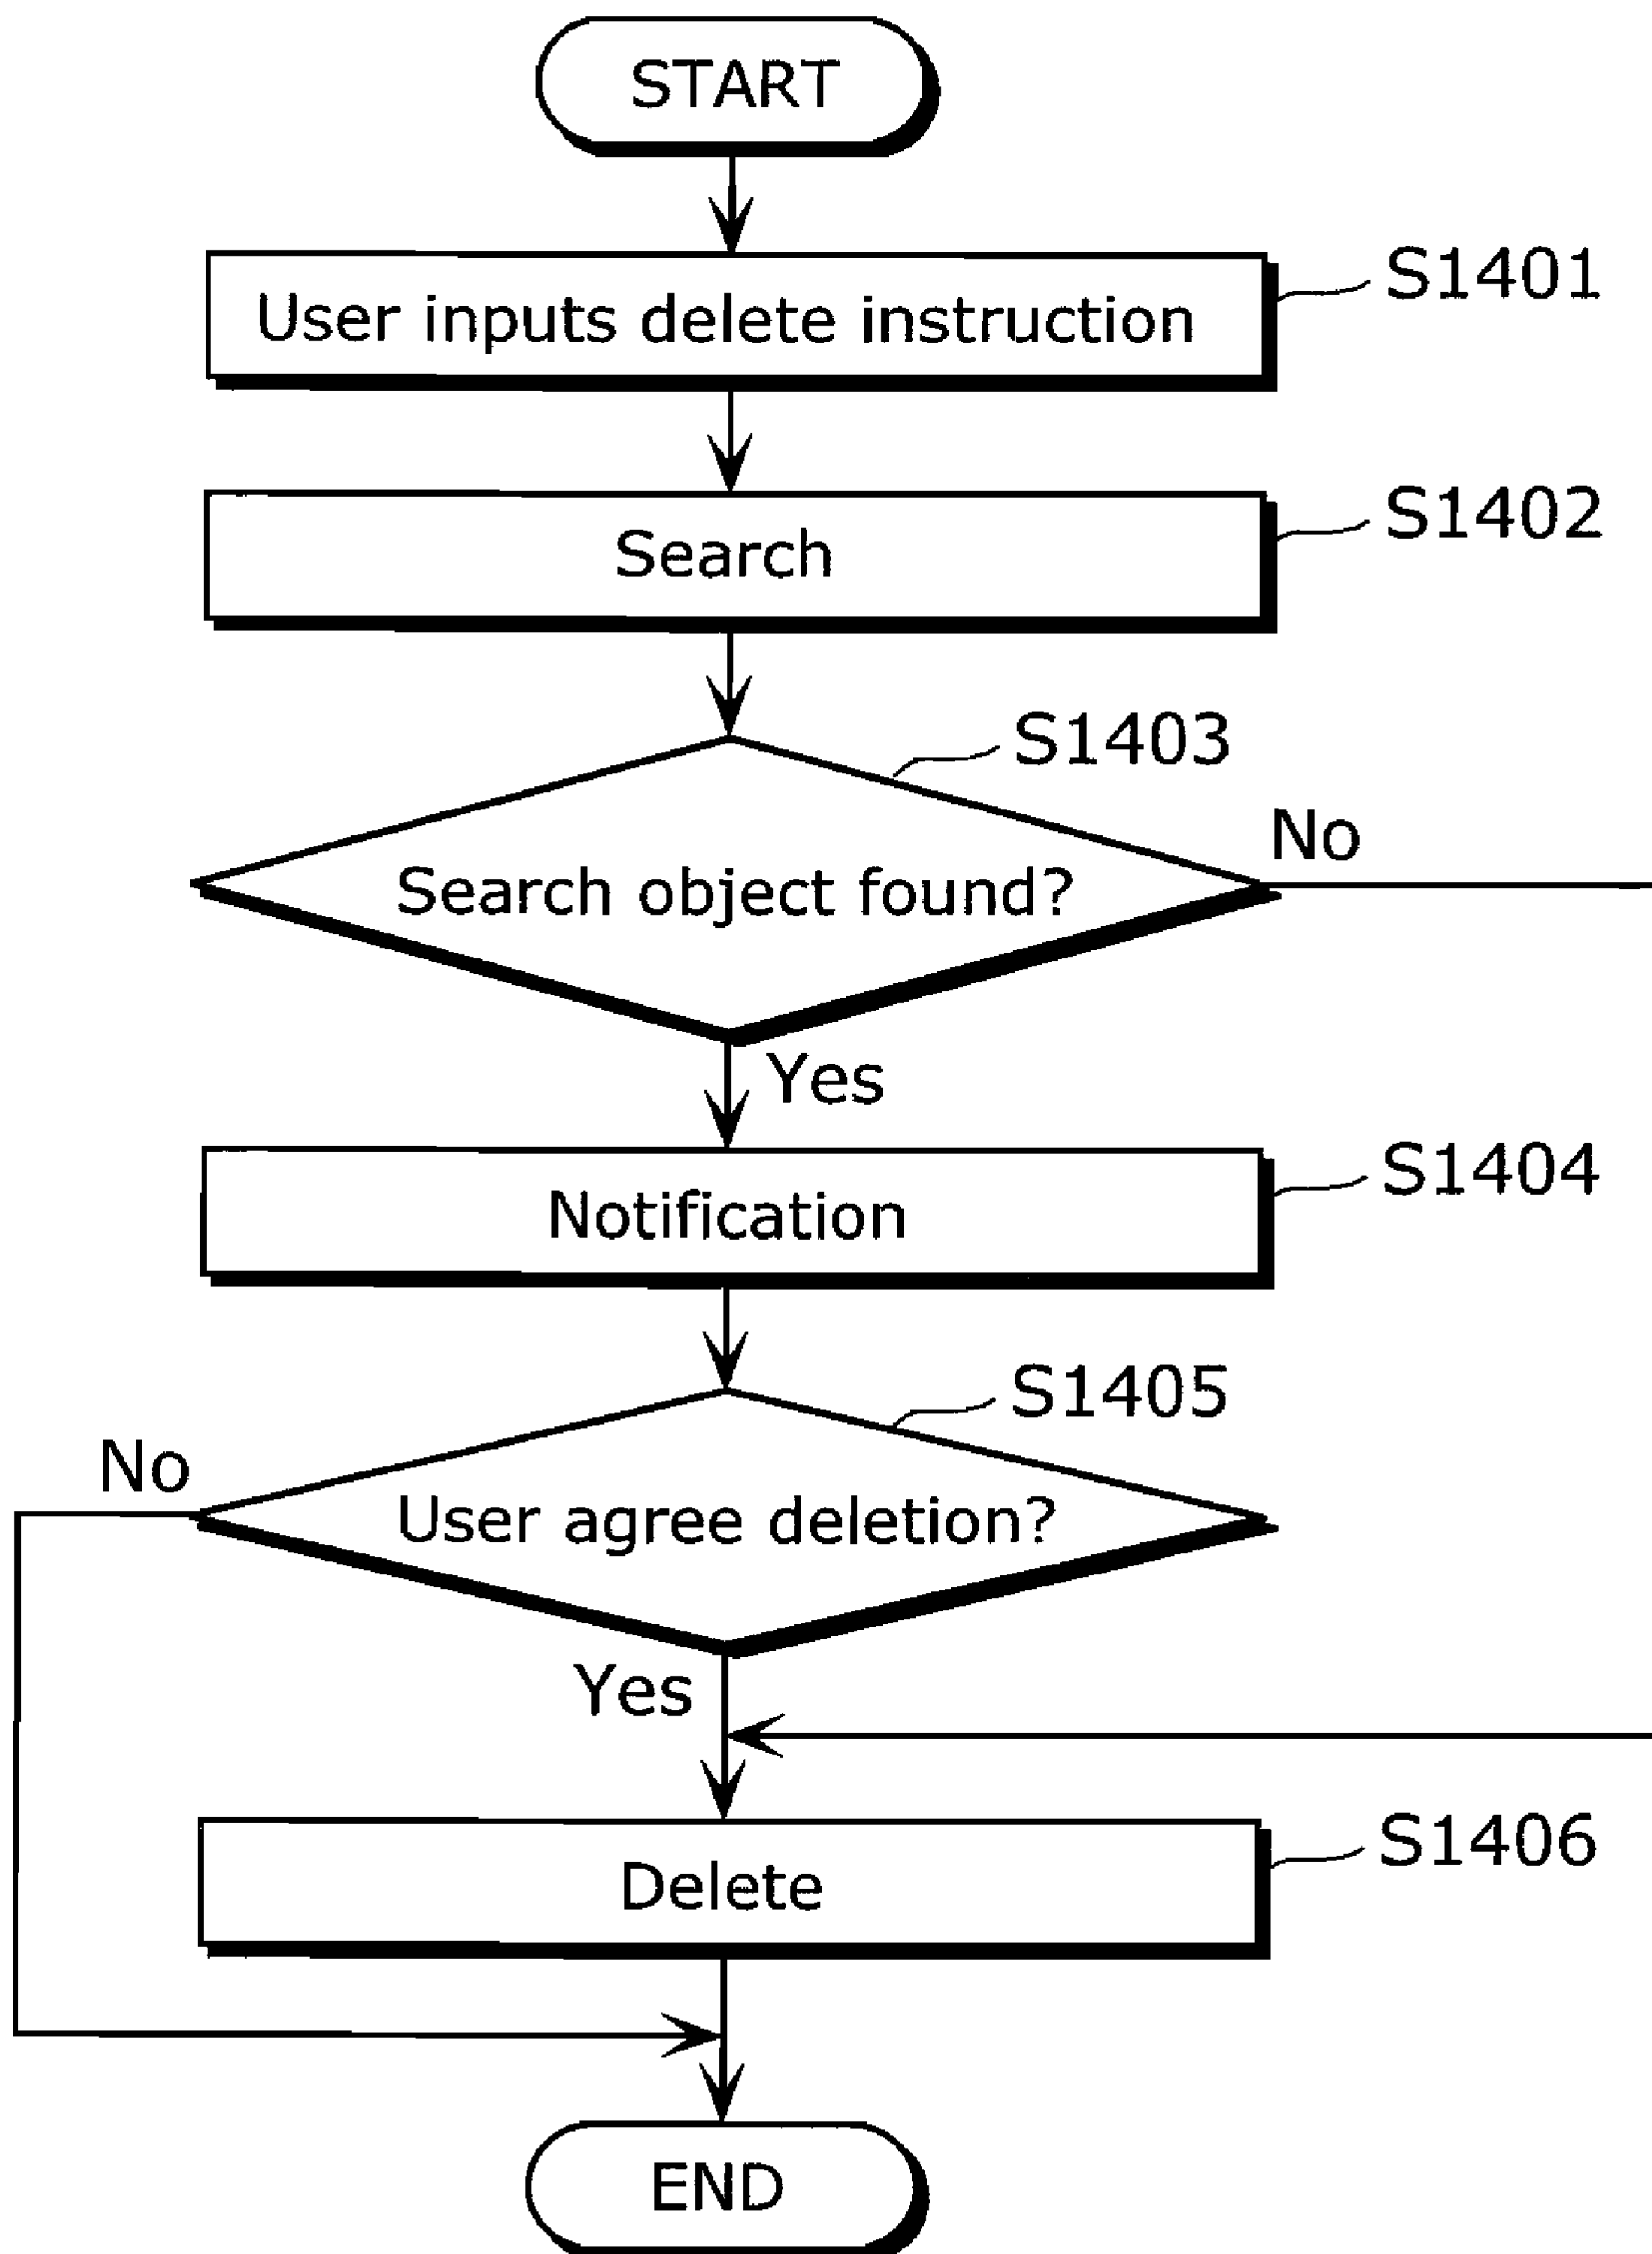 START
User inputs delete instruction
S1401
Search
S1402
S1403
Search object found?
No
Yes
Notification
S1404
S1405
No
User agree deletion?
Yes
Delete
S1406
END